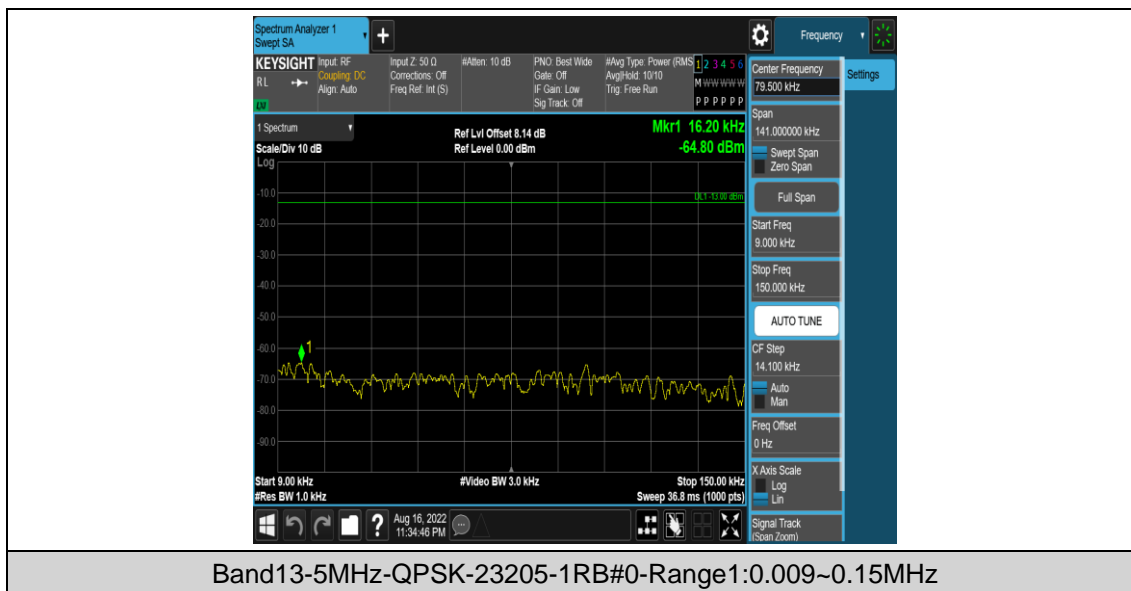 Spectrum Analyzer 1
Swept SA
+
Frequency
KEYSIGHT
RL
LXI
Input: RF
Coupling: DC
Align: Auto
Input Z: 50 Ω
Corrections: Off
Freq Ref: Int (S)
#Atten: 10 dB
PNO: Best Wide
Gate: Off
IF Gain: Low
Sig Track: Off
#Avg Type: Power (RMS
Avg|Hold: 10/10
Trig: Free Run
1 2 3 4 5 6
M W W W W W
P P P P P P
Center Frequency
79.500 kHz
Settings
1 Spectrum
Scale/Div 10 dB
Ref Lvl Offset 8.14 dB
Ref Level 0.00 dBm
Mkr1 16.20 kHz
-64.80 dBm
Span
141.000000 kHz
Swept Span
Zero Span
Full Span
Start Freq
9.000 kHz
Stop Freq
150.000 kHz
AUTO TUNE
CF Step
14.100 kHz
Auto
Man
Freq Offset
0 Hz
X Axis Scale
Log
Lin
Signal Track
(Span Zoom)
Log
DL1 -13.00 dBm
-10.0
-20.0
-30.0
-40.0
-50.0
-60.0
1
-70.0
-80.0
-90.0
Start 9.00 kHz
#Res BW 1.0 kHz
#Video BW 3.0 kHz
Stop 150.00 kHz
Sweep 36.8 ms (1000 pts)
?
Aug 16, 2022
11:34:46 PM
Band13-5MHz-QPSK-23205-1RB#0-Range1:0.009~0.15MHz